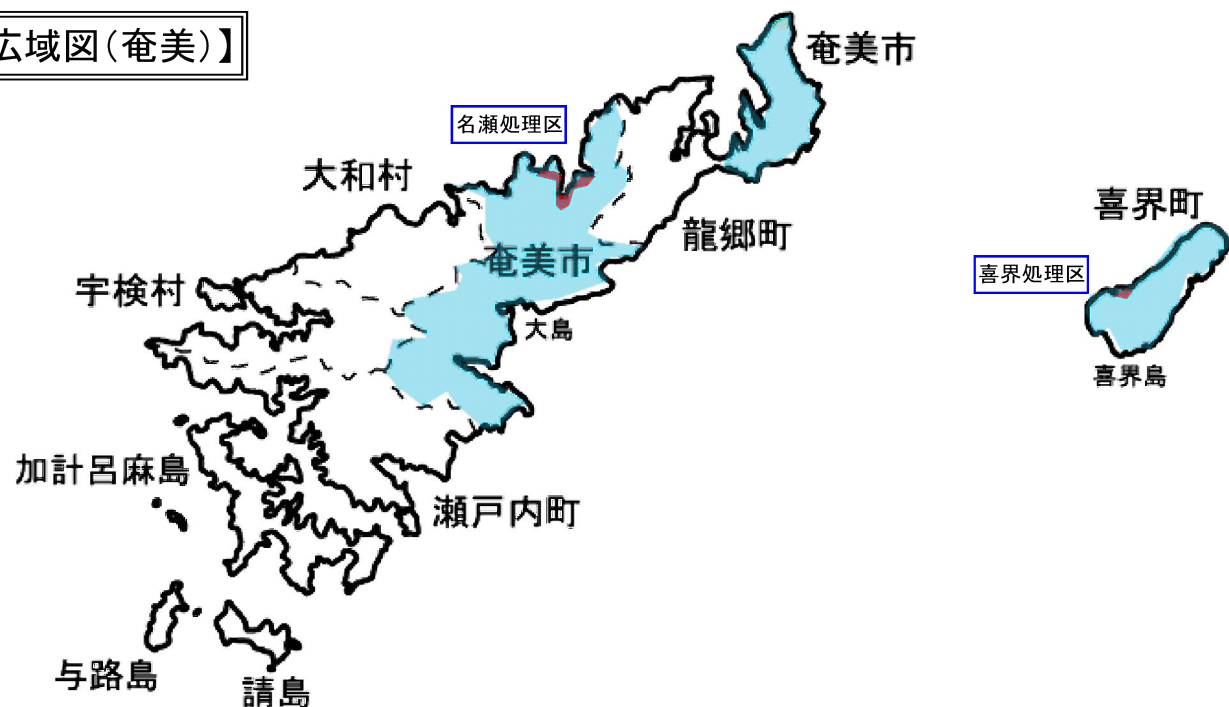 広域図(奄美)】
奄美市
名瀬処理区
大和村
喜界町
龍郷町
奄美市
喜界処理区
宇検村
大島
喜界島
加計呂麻島
瀬戸内町
与路島
請島